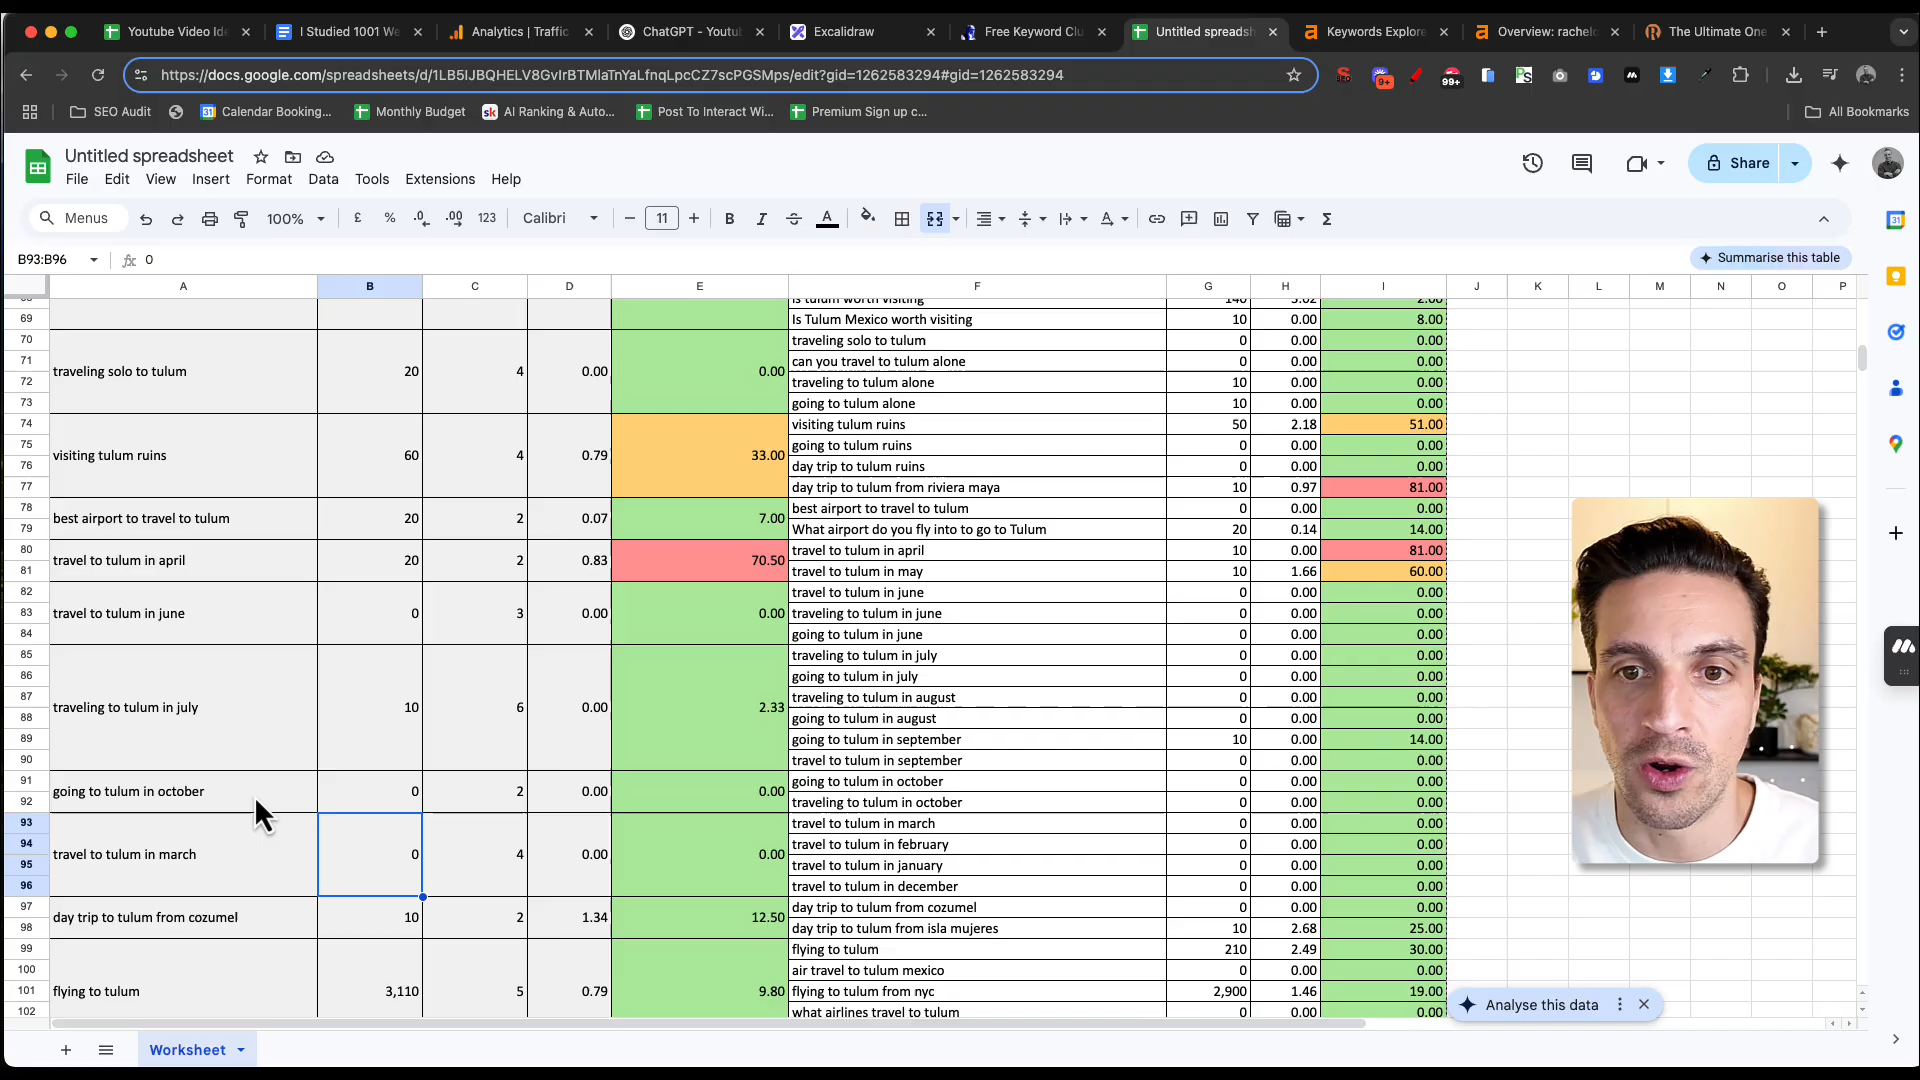 Youtube Video Id
I Studied 1001 We
Analytics | Traffic
ChatGPT - Youtu
Excalidraw
Free Keyword Clu
Untitled spreadsh
Keywords Explore
Overview: rachelo
The Ultimate One
https://docs.google.com/spreadsheets/d/1LB5IJBQHELV8GvIrBTMlaTnYaLfnqLpcCZ7scPGSMps/edit?gid=1262583294#gid=1262583294
9+
99+
SEO Audit
Calendar Booking...
Monthly Budget
sk AI Ranking & Auto...
Post To Interact Wi...
Premium Sign up c...
All Bookmarks
Untitled spreadsheet
File Edit View Insert Format Data Tools Extensions Help
Share
Menus 100% £ % .0 .00 123 Calibri 11 B I A Σ
B93:B96 fx 0
Summarise this table
A B C D E F G H I J K L M N O P
69 Is Tulum Mexico worth visiting 10 0.00 8.00
70 traveling solo to tulum 0 0.00 0.00
71 can you travel to tulum alone 0 0.00 0.00
traveling solo to tulum 20 4 0.00 0.00
72 traveling to tulum alone 10 0.00 0.00
73 going to tulum alone 10 0.00 0.00
74 visiting tulum ruins 50 2.18 51.00
75 going to tulum ruins 0 0.00 0.00
visiting tulum ruins 60 4 0.79 33.00
76 day trip to tulum ruins 0 0.00 0.00
77 day trip to tulum from riviera maya 10 0.97 81.00
78 best airport to travel to tulum 0 0.00 0.00
best airport to travel to tulum 20 2 0.07 7.00
79 What airport do you fly into to go to Tulum 20 0.14 14.00
80 travel to tulum in april 10 0.00 81.00
travel to tulum in april 20 2 0.83 70.50
81 travel to tulum in may 10 1.66 60.00
82 travel to tulum in june 0 0.00 0.00
83 travel to tulum in june 0 3 0.00 0.00 traveling to tulum in june 0 0.00 0.00
84 going to tulum in june 0 0.00 0.00
85 traveling to tulum in july 0 0.00 0.00
86 going to tulum in july 0 0.00 0.00
87 traveling to tulum in august 0 0.00 0.00
traveling to tulum in july 10 6 0.00 2.33
88 going to tulum in august 0 0.00 0.00
89 going to tulum in september 10 0.00 14.00
90 travel to tulum in september 0 0.00 0.00
91 going to tulum in october 0 0.00 0.00
going to tulum in october 0 2 0.00 0.00
92 traveling to tulum in october 0 0.00 0.00
93 travel to tulum in march 0 0.00 0.00
94 travel to tulum in february 0 0.00 0.00
travel to tulum in march 0 4 0.00 0.00
95 travel to tulum in january 0 0.00 0.00
96 travel to tulum in december 0 0.00 0.00
97 day trip to tulum from cozumel 0 0.00 0.00
day trip to tulum from cozumel 10 2 1.34 12.50
98 day trip to tulum from isla mujeres 10 2.68 25.00
99 flying to tulum 210 2.49 30.00
100 air travel to tulum mexico 0 0.00 0.00
101 flying to tulum 3,110 5 0.79 9.80 flying to tulum from nyc 2,900 1.46 19.00
102 what airlines travel to tulum 0 0.00 0.00
Analyse this data
Worksheet